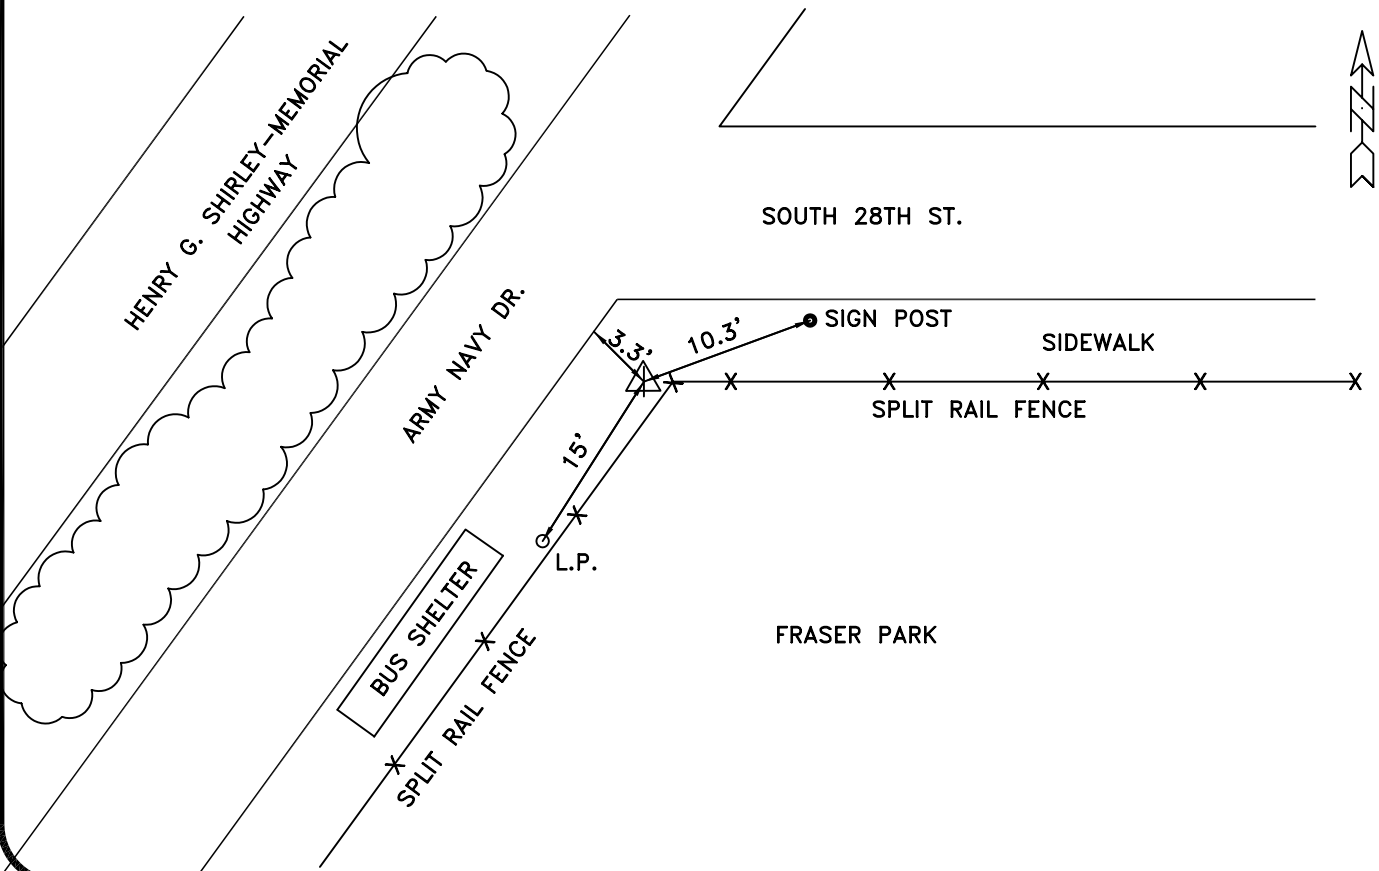 HENRY G. SHIRLEY-MEMORIAL
HIGHWAY
N
SOUTH 28TH ST.
ARMY NAVY DR.
3.3'
10.3'
SIGN POST
SIDEWALK
SPLIT RAIL FENCE
15'
L.P.
BUS SHELTER
SPLIT RAIL FENCE
FRASER PARK